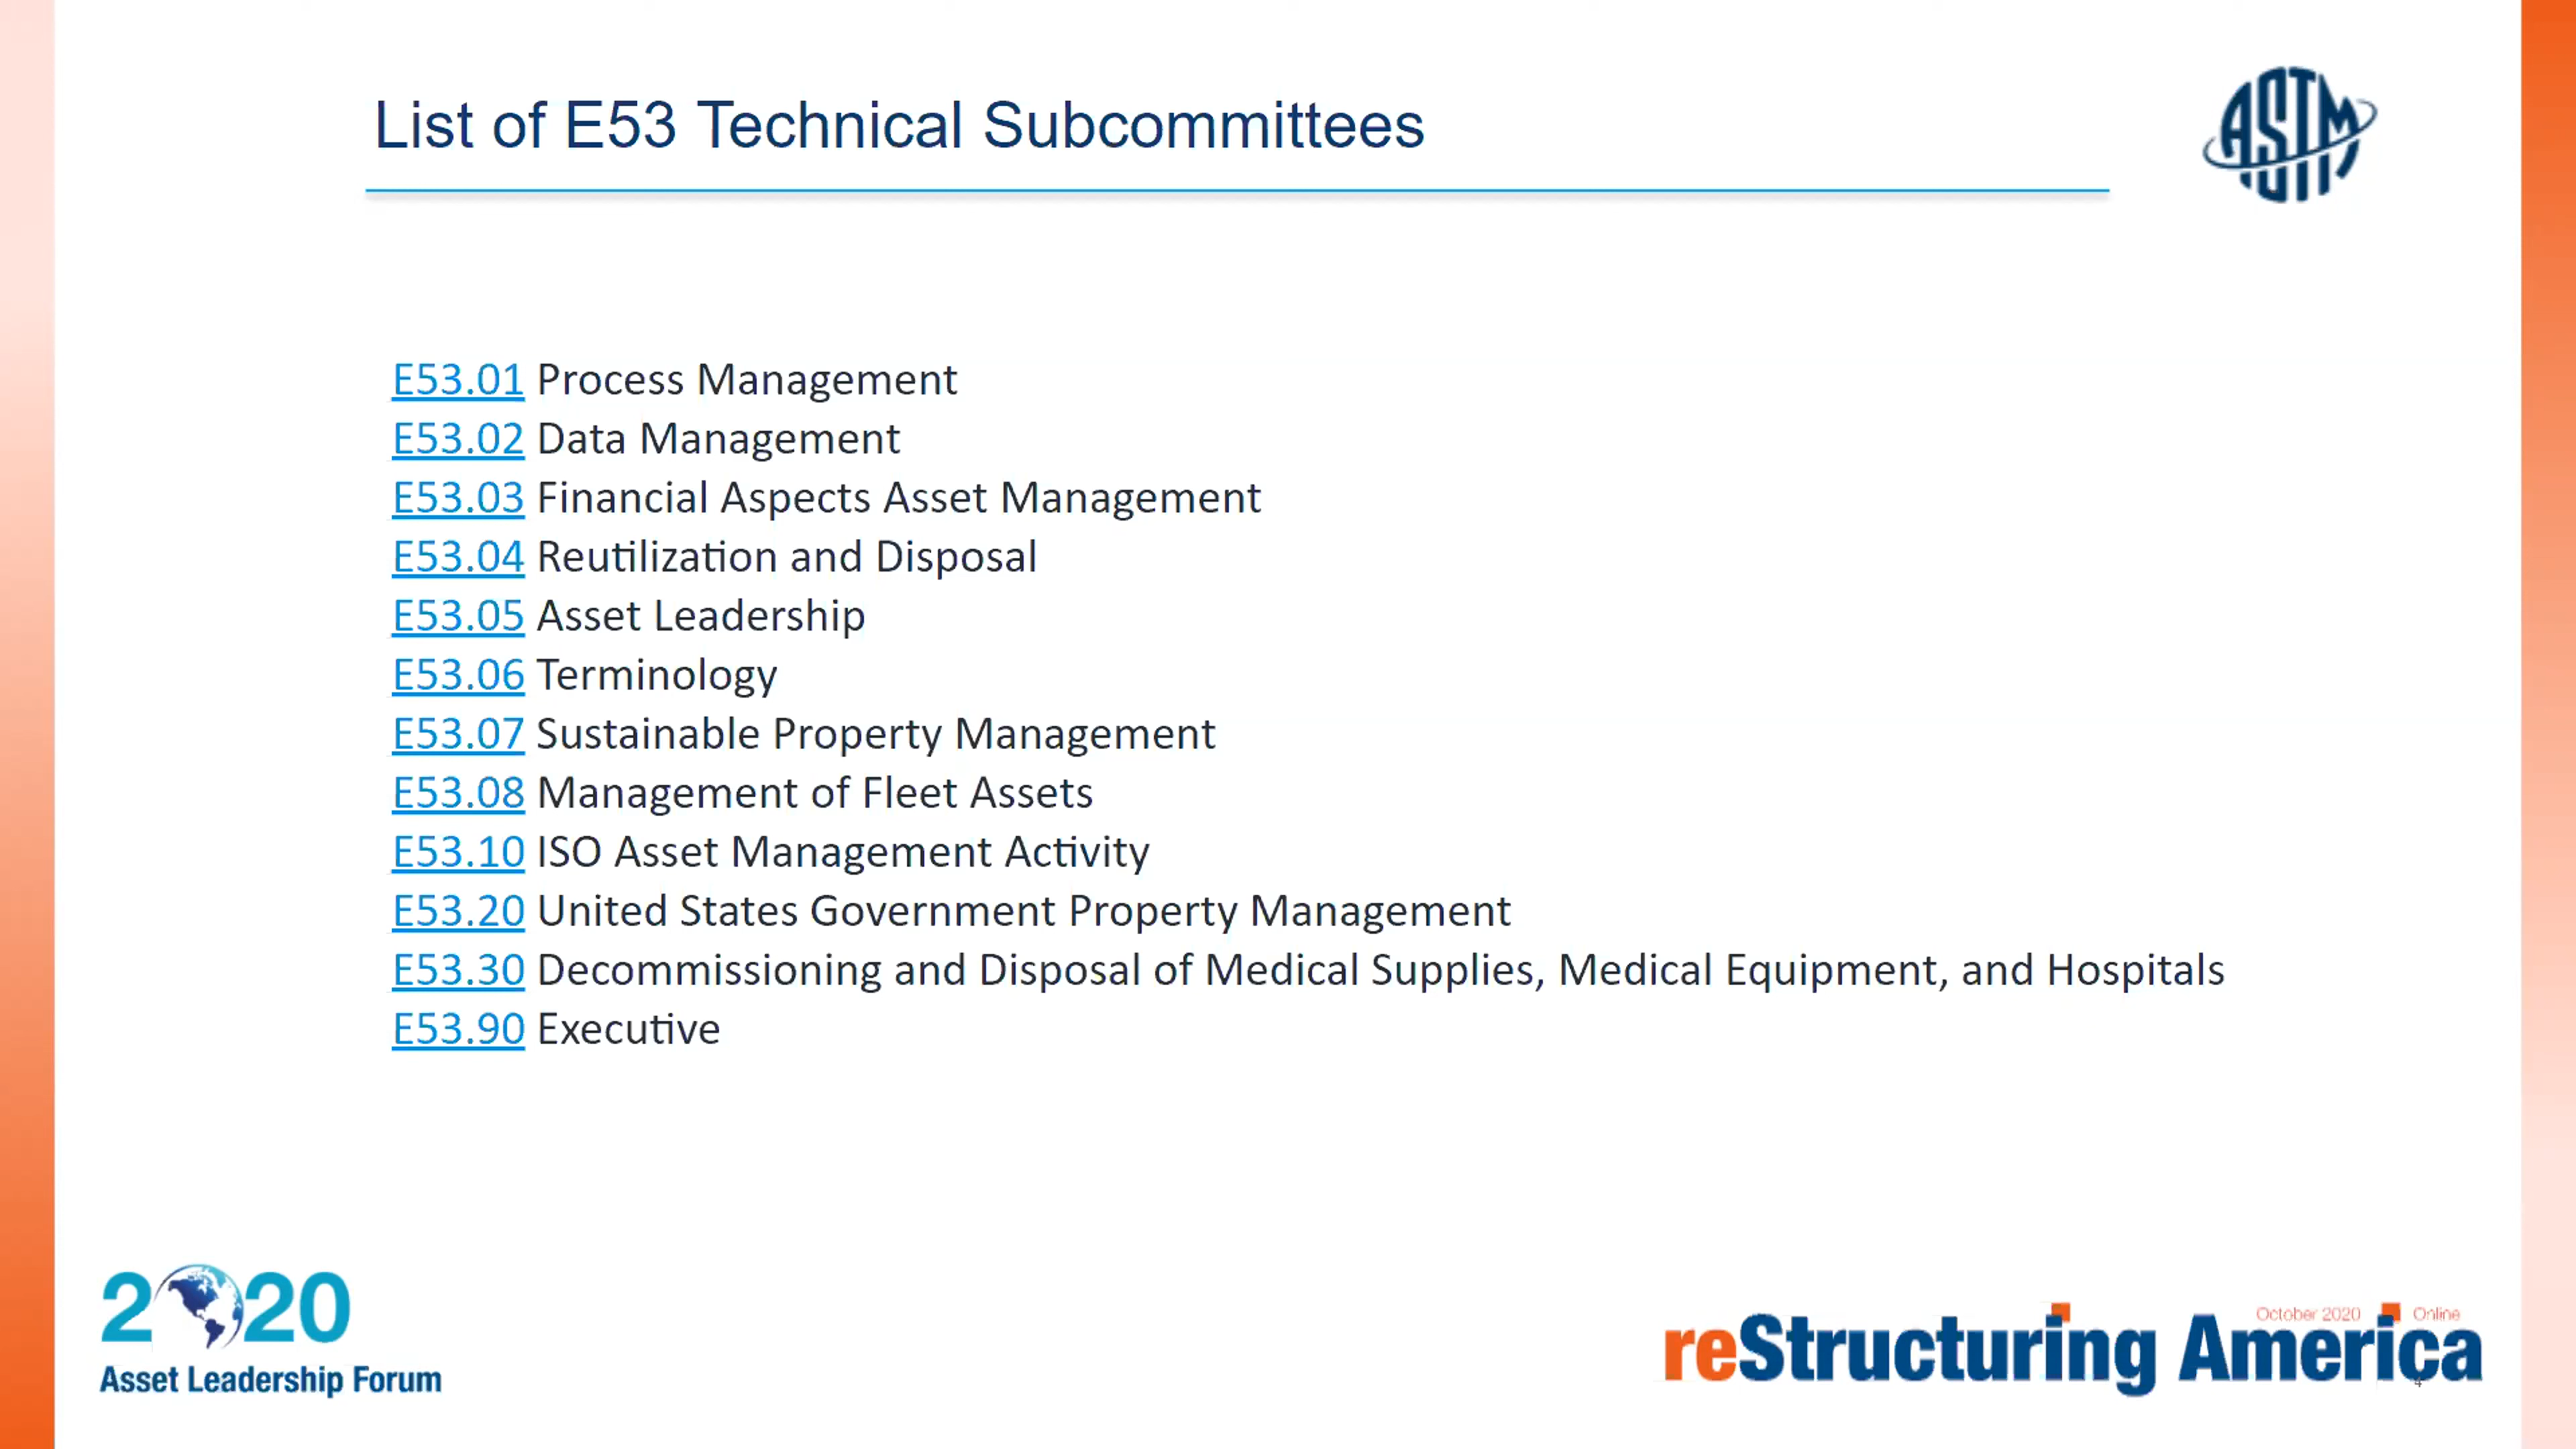 List of E53 Technical Subcommittees
ASTM
E53.01 Process Management
E53.02 Data Management
E53.03 Financial Aspects Asset Management
E53.04 Reutilization and Disposal
E53.05 Asset Leadership
E53.06 Terminology
E53.07 Sustainable Property Management
E53.08 Management of Fleet Assets
E53.10 ISO Asset Management Activity
E53.20 United States Government Property Management
E53.30 Decommissioning and Disposal of Medical Supplies, Medical Equipment, and Hospitals
E53.90 Executive
2020
Asset Leadership Forum
October 2020 Online
reStructuring America
4